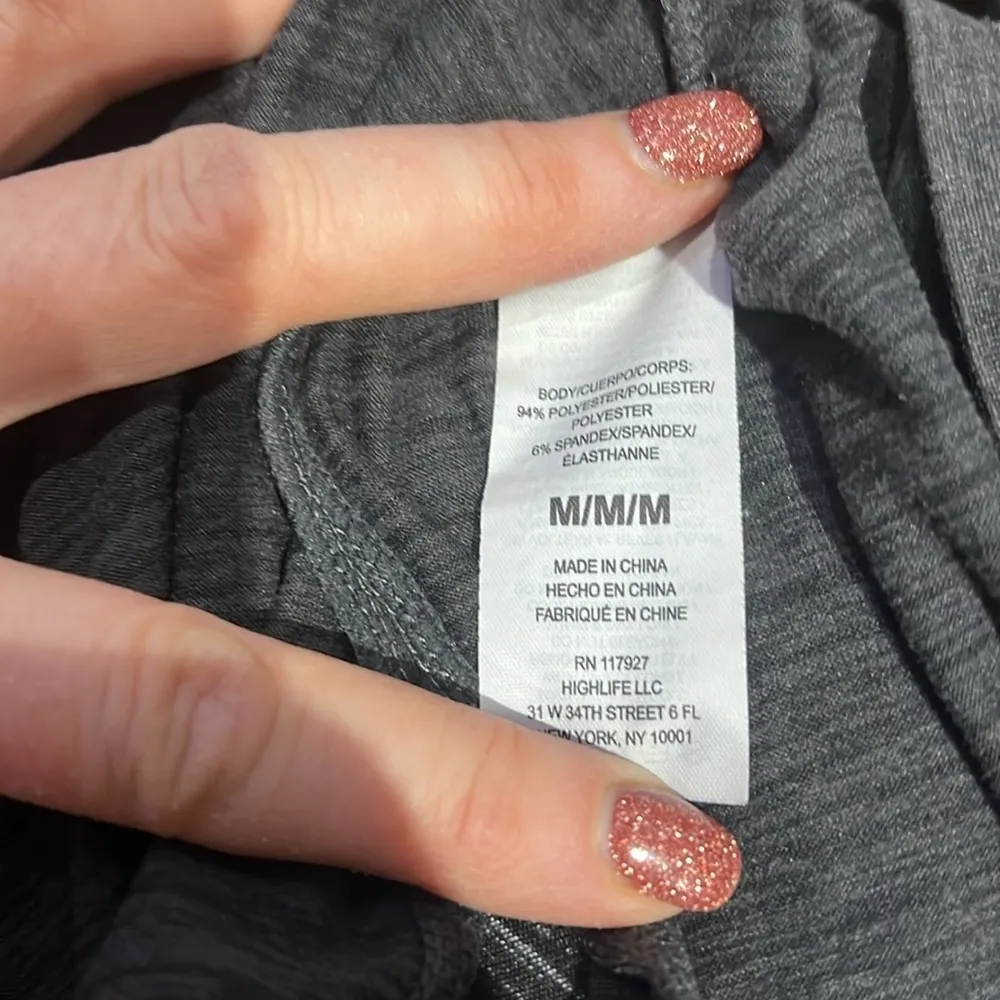 BODY/CUERPO/CORPS:
94% POLYESTER/POLIESTER/
POLYESTER
6% SPANDEX/SPANDEX/
ÉLASTHANNE
M/M/M
MADE IN CHINA
HECHO EN CHINA
FABRIQUÉ EN CHINE
RN 117927
HIGHLIFE LLC
31 W 34TH STREET 6 FL
NEW YORK, NY 10001